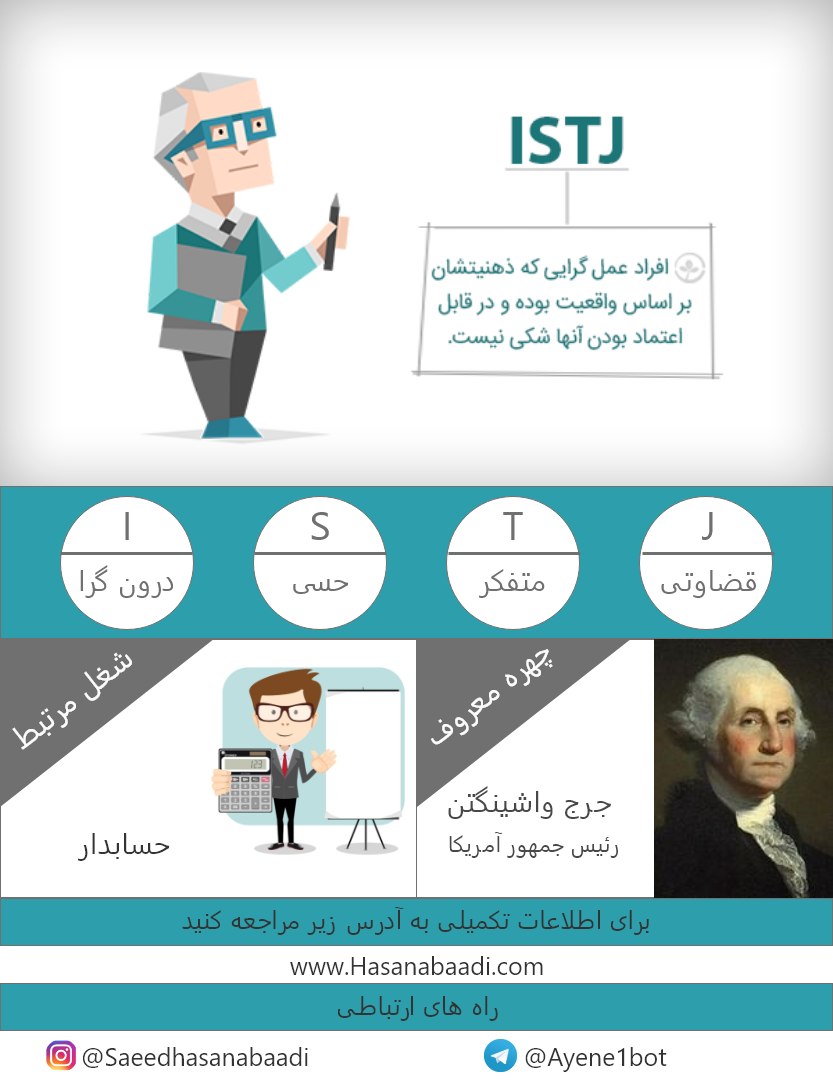 ISTJ
افراد عمل گرایی که ذهنیتشان
بر اساس واقعیت بوده و در قابل
اعتماد بودن آنها شکی نیست.
I
درون گرا
S
حسی
T
متفکر
J
قضاوتی
شغل مرتبط
123
حسابدار
چهره معروف
جرج واشینگتن
رئیس جمهور آمریکا
برای اطلاعات تکمیلی به آدرس زیر مراجعه کنید
www.Hasanabaadi.com
راه های ارتباطی
@Saeedhasanabaadi
@Ayene1bot